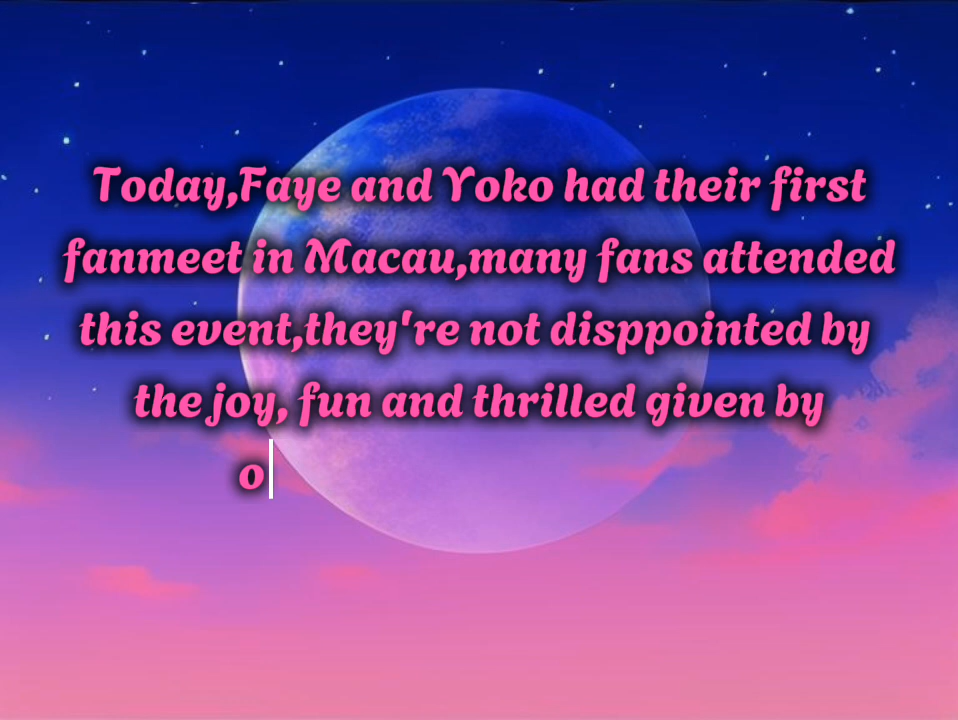 Today,Faye and Yoko had their first
fanmeet in Macau,many fans attended
this event,they're not disppointed by
the joy, fun and thrilled given by
o